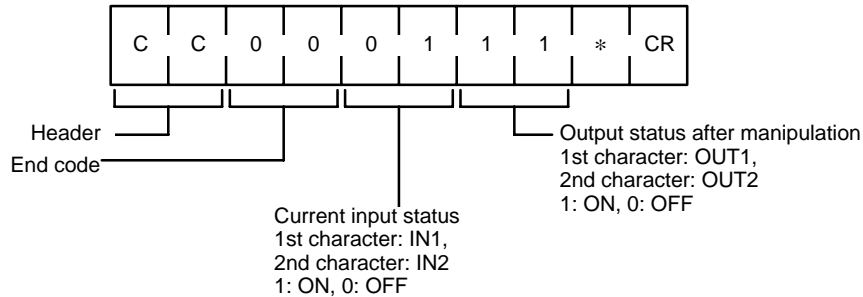 C C 0 0 0 1 1 1 * CR
Header
End code
Output status after manipulation
1st character: OUT1,
2nd character: OUT2
1: ON, 0: OFF
Current input status
1st character: IN1,
2nd character: IN2
1: ON, 0: OFF